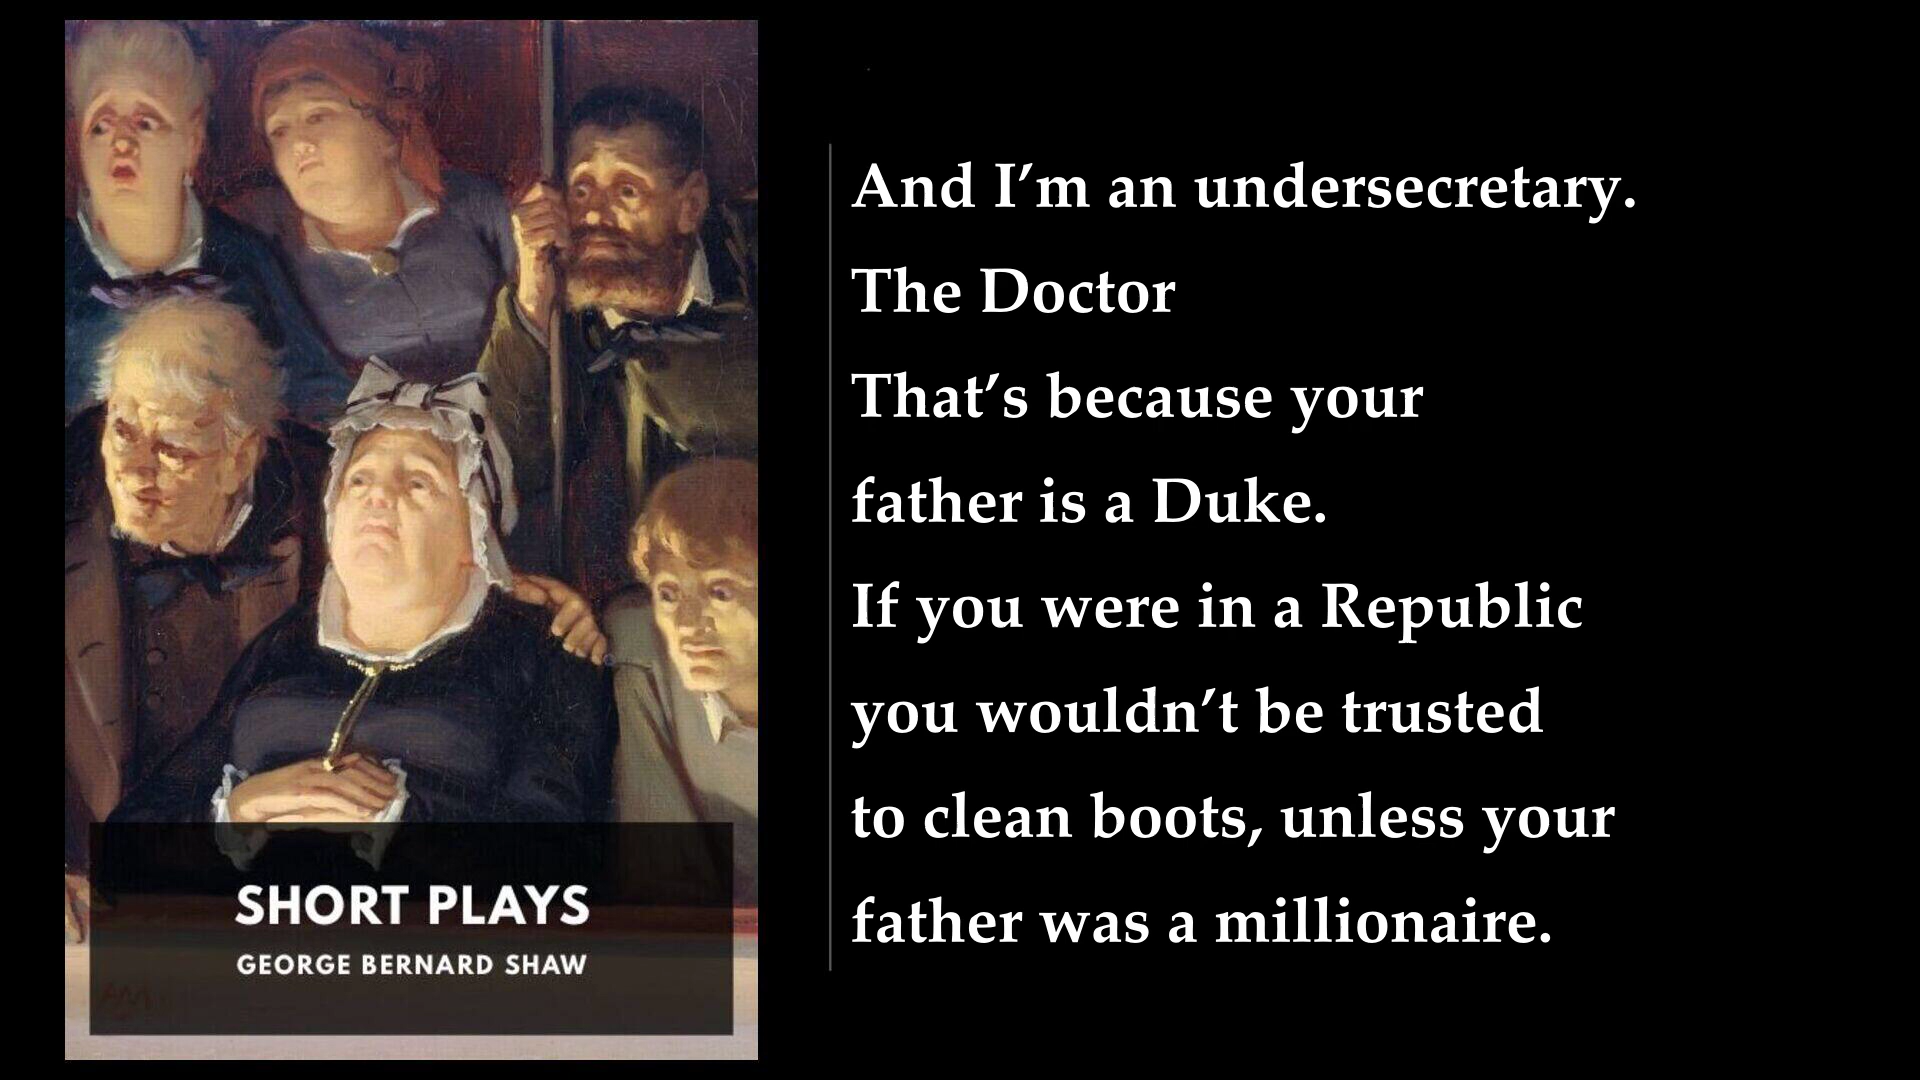 SHORT PLAYS
GEORGE BERNARD SHAW
And I’m an undersecretary.
The Doctor
That’s because your
father is a Duke.
If you were in a Republic
you wouldn’t be trusted
to clean boots, unless your
father was a millionaire.